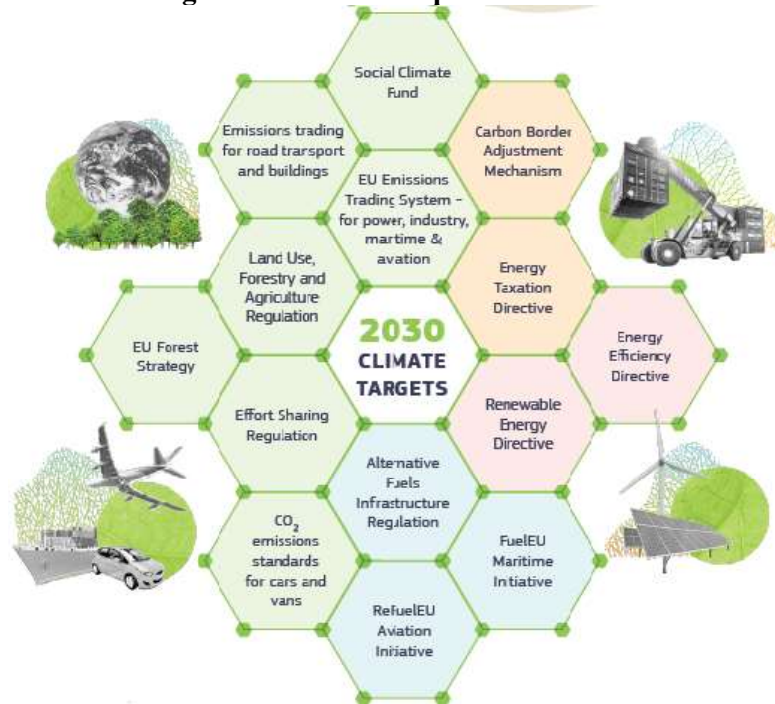 Social Climate
Fund
Emissions trading
for road transport
and buildings
Carbon Border
Adjustment
Mechanism
EU Emissions
Trading System –
for power, industry,
martime &
avation
Land Use,
Forestry and
Agriculture
Regulation
Energy
Taxation
Directive
EU Forest
Strategy
2030
CLIMATE
TARGETS
Energy
Efficiency
Directive
Effort Sharing
Regulation
Renewable
Energy
Directive
Alternative
Fuels
Infrastructure
Regulation
CO2
emissions
standards
for cars and
vans
FuelEU
Maritime
Initiative
RefuelEU
Aviation
Initiative